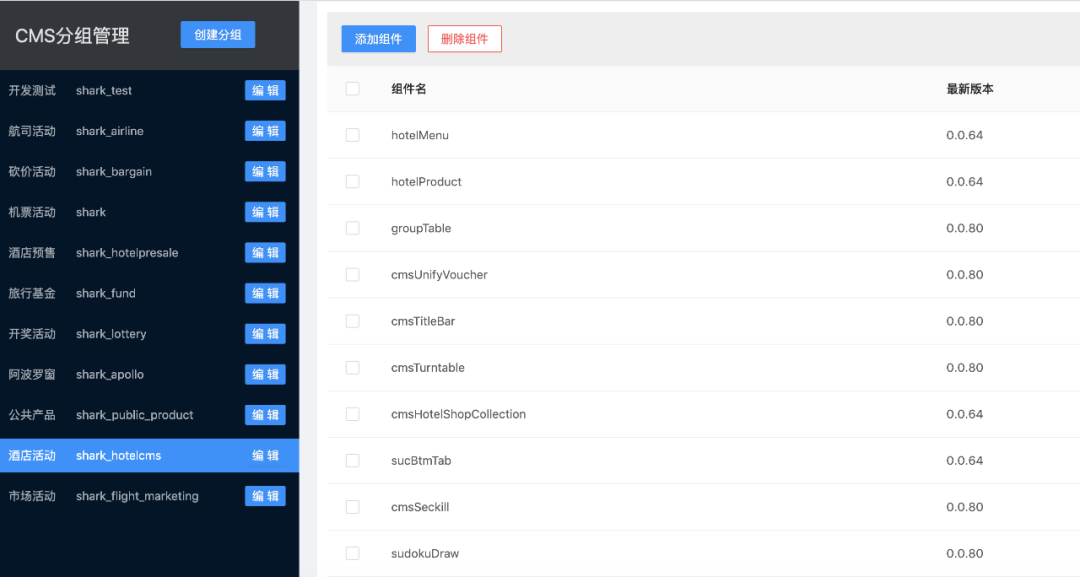 CMS分组管理 创建分组
开发测试 shark_test 编 辑
航司活动 shark_airline 编 辑
砍价活动 shark_bargain 编 辑
机票活动 shark 编 辑
酒店预售 shark_hotelpresale 编 辑
旅行基金 shark_fund 编 辑
开奖活动 shark_lottery 编 辑
阿波罗窗 shark_apollo 编 辑
公共产品 shark_public_product 编 辑
酒店活动 shark_hotelcms 编 辑
市场活动 shark_flight_marketing 编 辑
添加组件 删除组件
组件名 最新版本
hotelMenu 0.0.64
hotelProduct 0.0.64
groupTable 0.0.80
cmsUnifyVoucher 0.0.80
cmsTitleBar 0.0.80
cmsTurntable 0.0.80
cmsHotelShopCollection 0.0.64
sucBtmTab 0.0.64
cmsSeckill 0.0.80
sudokuDraw 0.0.80